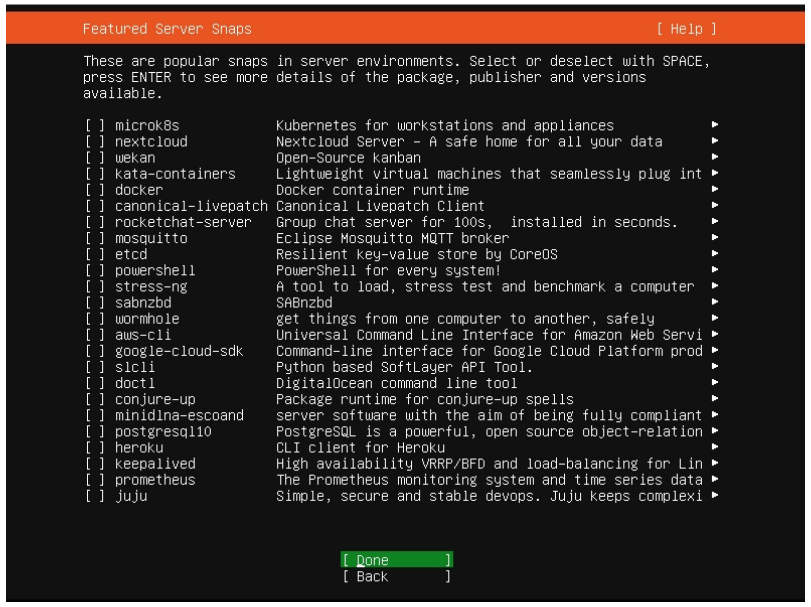 Featured Server Snaps [ Help ]
These are popular snaps in server environments. Select or deselect with SPACE,
press ENTER to see more details of the package, publisher and versions
available.
[ ] microk8s Kubernetes for workstations and appliances ▸
[ ] nextcloud Nextcloud Server - A safe home for all your data ▸
[ ] wekan Open-Source kanban ▸
[ ] kata-containers Lightweight virtual machines that seamlessly plug int ▸
[ ] docker Docker container runtime ▸
[ ] canonical-livepatch Canonical Livepatch Client ▸
[ ] rocketchat-server Group chat server for 100s, installed in seconds. ▸
[ ] mosquitto Eclipse Mosquitto MQTT broker ▸
[ ] etcd Resilient key-value store by CoreOS ▸
[ ] powershell PowerShell for every system! ▸
[ ] stress-ng A tool to load, stress test and benchmark a computer ▸
[ ] sabnzbd SABnzbd ▸
[ ] wormhole get things from one computer to another, safely ▸
[ ] aws-cli Universal Command Line Interface for Amazon Web Servi ▸
[ ] google-cloud-sdk Command-line interface for Google Cloud Platform prod ▸
[ ] slcli Python based SoftLayer API Tool. ▸
[ ] doctl DigitalOcean command line tool ▸
[ ] conjure-up Package runtime for conjure-up spells ▸
[ ] minidlna-escoand server software with the aim of being fully compliant ▸
[ ] postgresql10 PostgreSQL is a powerful, open source object-relation ▸
[ ] heroku CLI client for Heroku ▸
[ ] keepalived High availability VRRP/BFD and load-balancing for Lin ▸
[ ] prometheus The Prometheus monitoring system and time series data ▸
[ ] juju Simple, secure and stable devops. Juju keeps complexi ▸
[ Done ]
[ Back ]